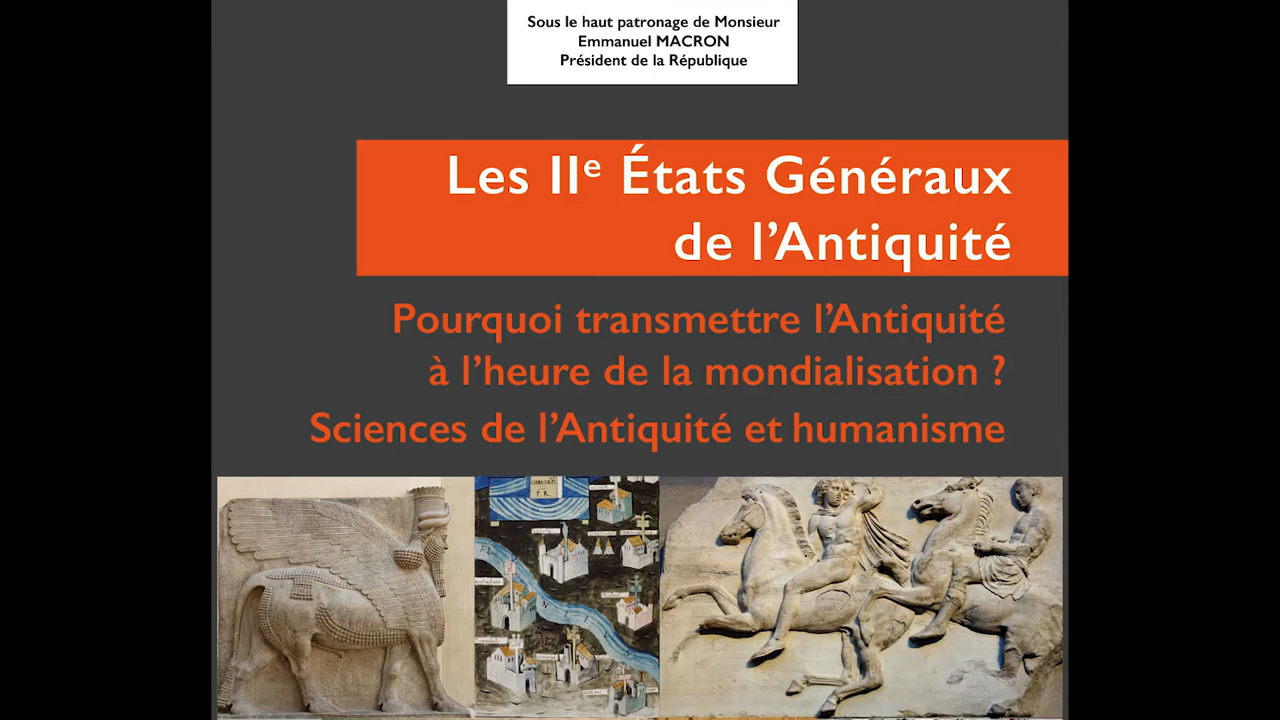 Sous le haut patronage de Monsieur
Emmanuel MACRON
Président de la République
Les IIe États Généraux
de l’Antiquité
Pourquoi transmettre l’Antiquité
à l’heure de la mondialisation ?
Sciences de l’Antiquité et humanisme